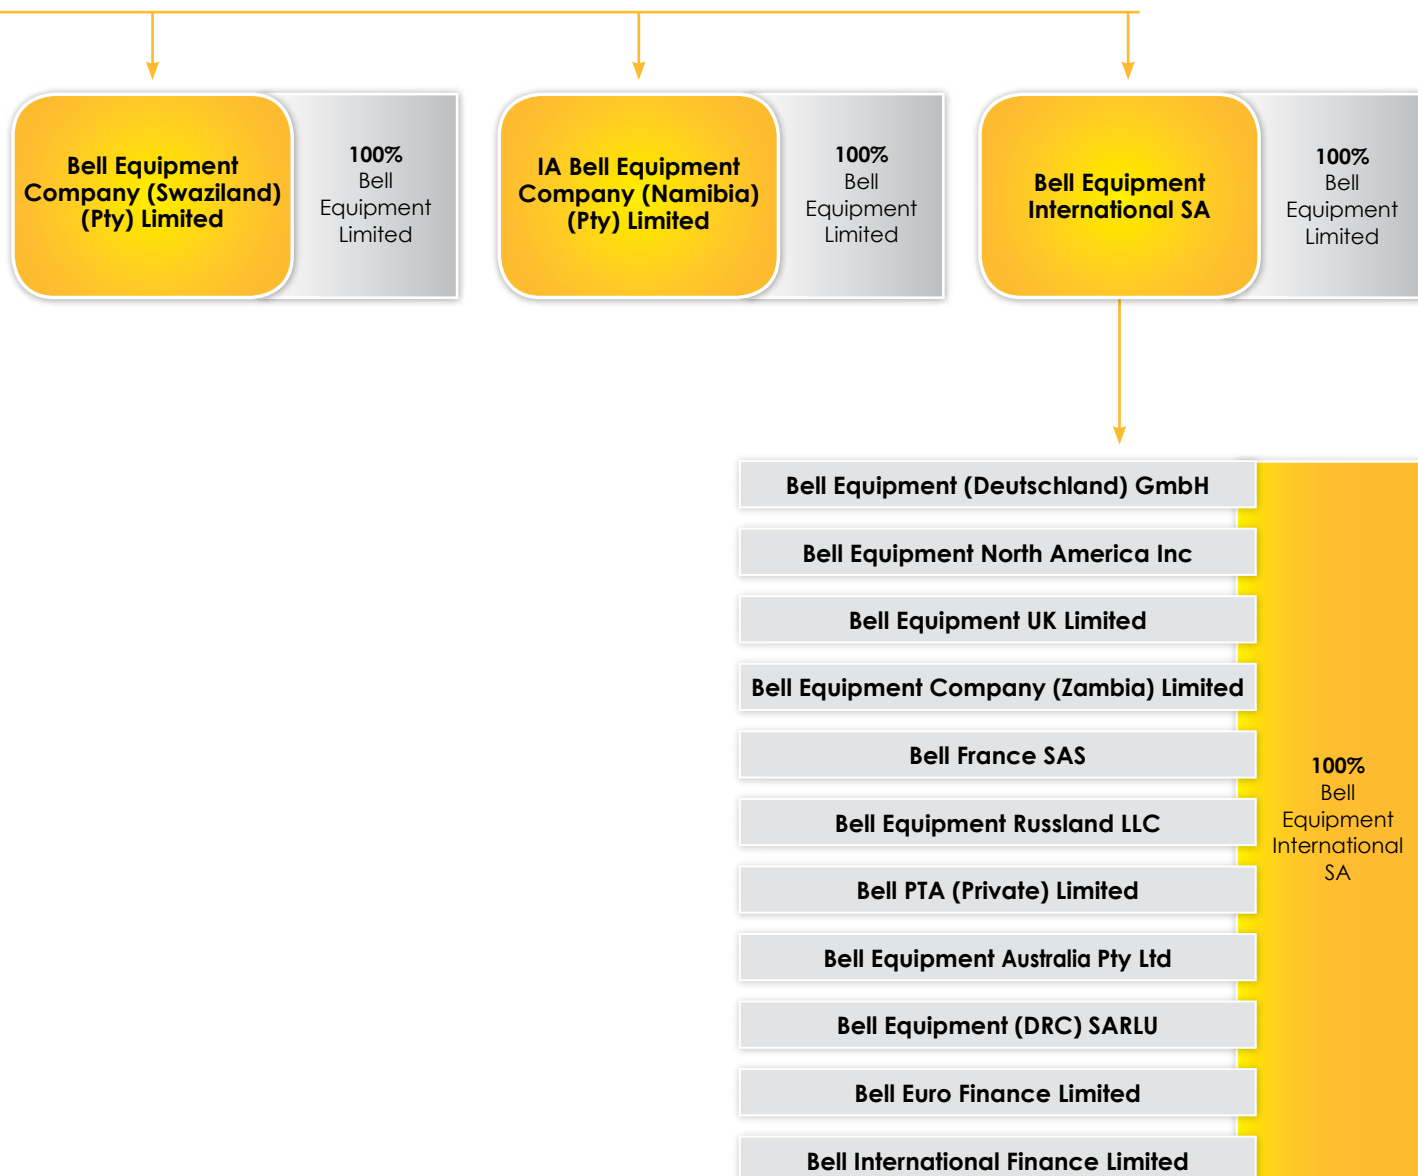 Bell Equipment
Company (Swaziland)
(Pty) Limited
100%
Bell
Equipment
Limited
IA Bell Equipment
Company (Namibia)
(Pty) Limited
100%
Bell
Equipment
Limited
Bell Equipment
International SA
100%
Bell
Equipment
Limited
Bell Equipment (Deutschland) GmbH
Bell Equipment North America Inc
Bell Equipment UK Limited
Bell Equipment Company (Zambia) Limited
Bell France SAS
Bell Equipment Russland LLC
Bell PTA (Private) Limited
Bell Equipment Australia Pty Ltd
Bell Equipment (DRC) SARLU
Bell Euro Finance Limited
Bell International Finance Limited
100%
Bell
Equipment
International
SA